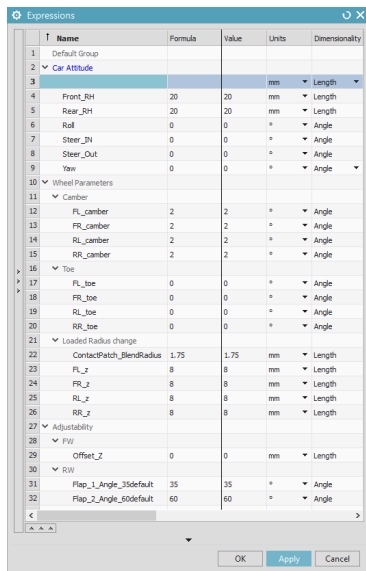 Expressions
↑ Name Formula Value Units Dimensionality
1 Default Group
2 Car Attitude
3 mm Length
4 Front_RH 20 20 mm Length
5 Rear_RH 20 20 mm Length
6 Roll 0 0 ° Angle
7 Steer_IN 0 0 ° Angle
8 Steer_Out 0 0 ° Angle
9 Yaw 0 0 ° Angle
10 Wheel Parameters
11 Camber
12 FL_camber 2 2 ° Angle
13 FR_camber 2 2 ° Angle
14 RL_camber 2 2 ° Angle
15 RR_camber 2 2 ° Angle
16 Toe
17 FL_toe 0 0 ° Angle
18 FR_toe 0 0 ° Angle
19 RL_toe 0 0 ° Angle
20 RR_toe 0 0 ° Angle
21 Loaded Radius change
22 ContactPatch_BlendRadius 1.75 1.75 mm Length
23 FL_z 8 8 mm Length
24 FR_z 8 8 mm Length
25 RL_z 8 8 mm Length
26 RR_z 8 8 mm Length
27 Adjustability
28 FW
29 Offset_Z 0 0 mm Length
30 RW
31 Flap_1_Angle_35default 35 35 ° Angle
32 Flap_2_Angle_60default 60 60 ° Angle
OK Apply Cancel